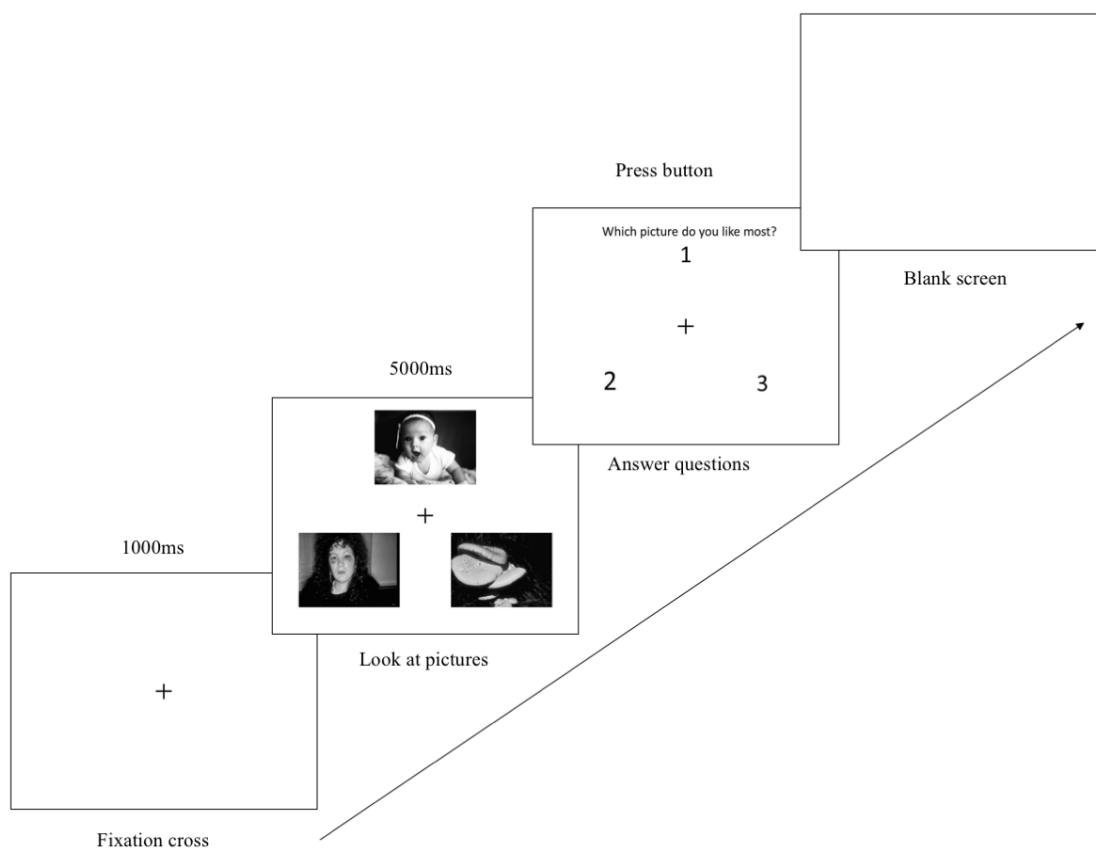 Press button
Which picture do you like most?
1
+
2
3
Answer questions
Blank screen
5000ms
+
Look at pictures
1000ms
+
Fixation cross